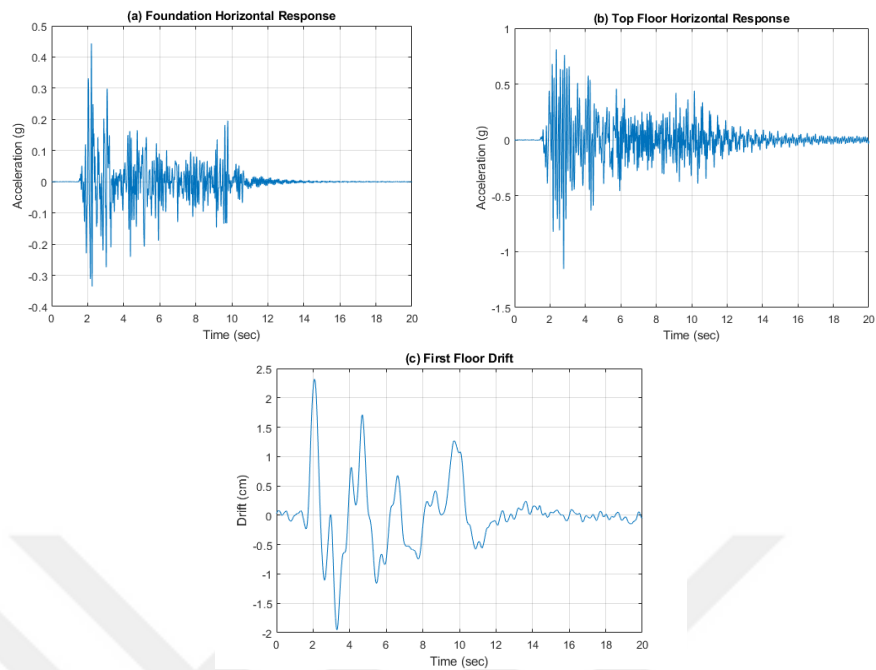 (a) Foundation Horizontal Response
0.5
0.4
0.3
0.2
0.1
0
-0.1
-0.2
-0.3
-0.4
Acceleration (g)
0 2 4 6 8 10 12 14 16 18 20
Time (sec)
(b) Top Floor Horizontal Response
1
0.5
0
-0.5
-1
-1.5
Acceleration (g)
0 2 4 6 8 10 12 14 16 18 20
Time (sec)
(c) First Floor Drift
2.5
2
1.5
1
0.5
0
-0.5
-1
-1.5
-2
Drift (cm)
0 2 4 6 8 10 12 14 16 18 20
Time (sec)